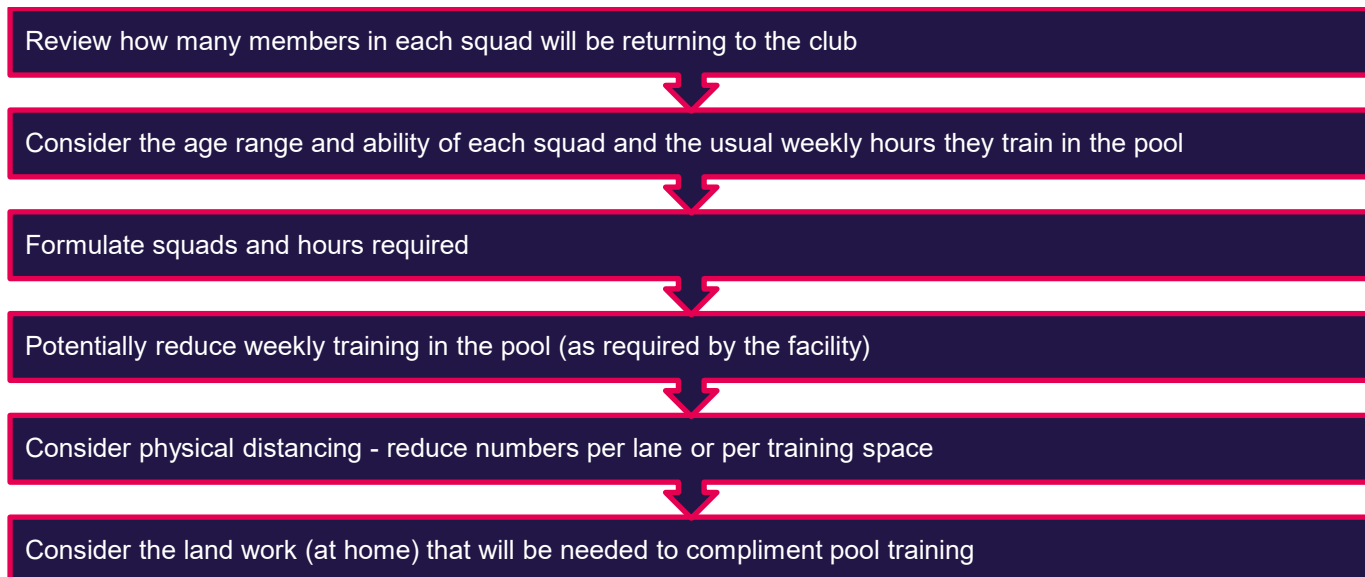 Review how many members in each squad will be returning to the club
Consider the age range and ability of each squad and the usual weekly hours they train in the pool
Formulate squads and hours required
Potentially reduce weekly training in the pool (as required by the facility)
Consider physical distancing - reduce numbers per lane or per training space
Consider the land work (at home) that will be needed to compliment pool training